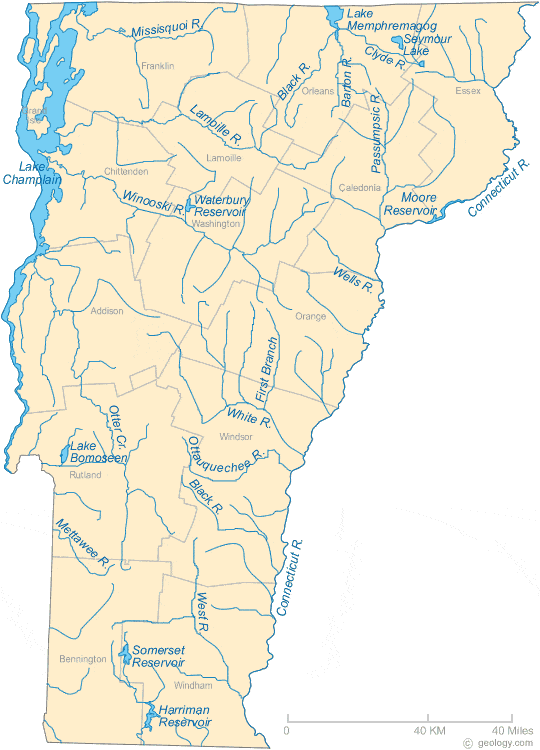 Lake
Memphremagog
Missisquoi R.
Seymour
Lake
Clyde R.
Franklin
Black R.
Orleans
Barton R.
Essex
Passumpsic R.
Grand
Isle
Lamoille R.
Lamoille
Lake
Champlain
Chittenden
Caledonia
Connecticut R.
Winooski R.
Waterbury
Reservoir
Moore
Reservoir
Washington
Wells R.
Addison
Orange
First Branch
Otter Cr.
White R.
Windsor
Lake
Bomoseen
Ottauquechee R.
Rutland
Black R.
Mettawee R.
Connecticut R.
West R.
Somerset
Reservoir
Bennington
Windham
Harriman
Reservoir
0 40 KM 40 Miles
© geology.com